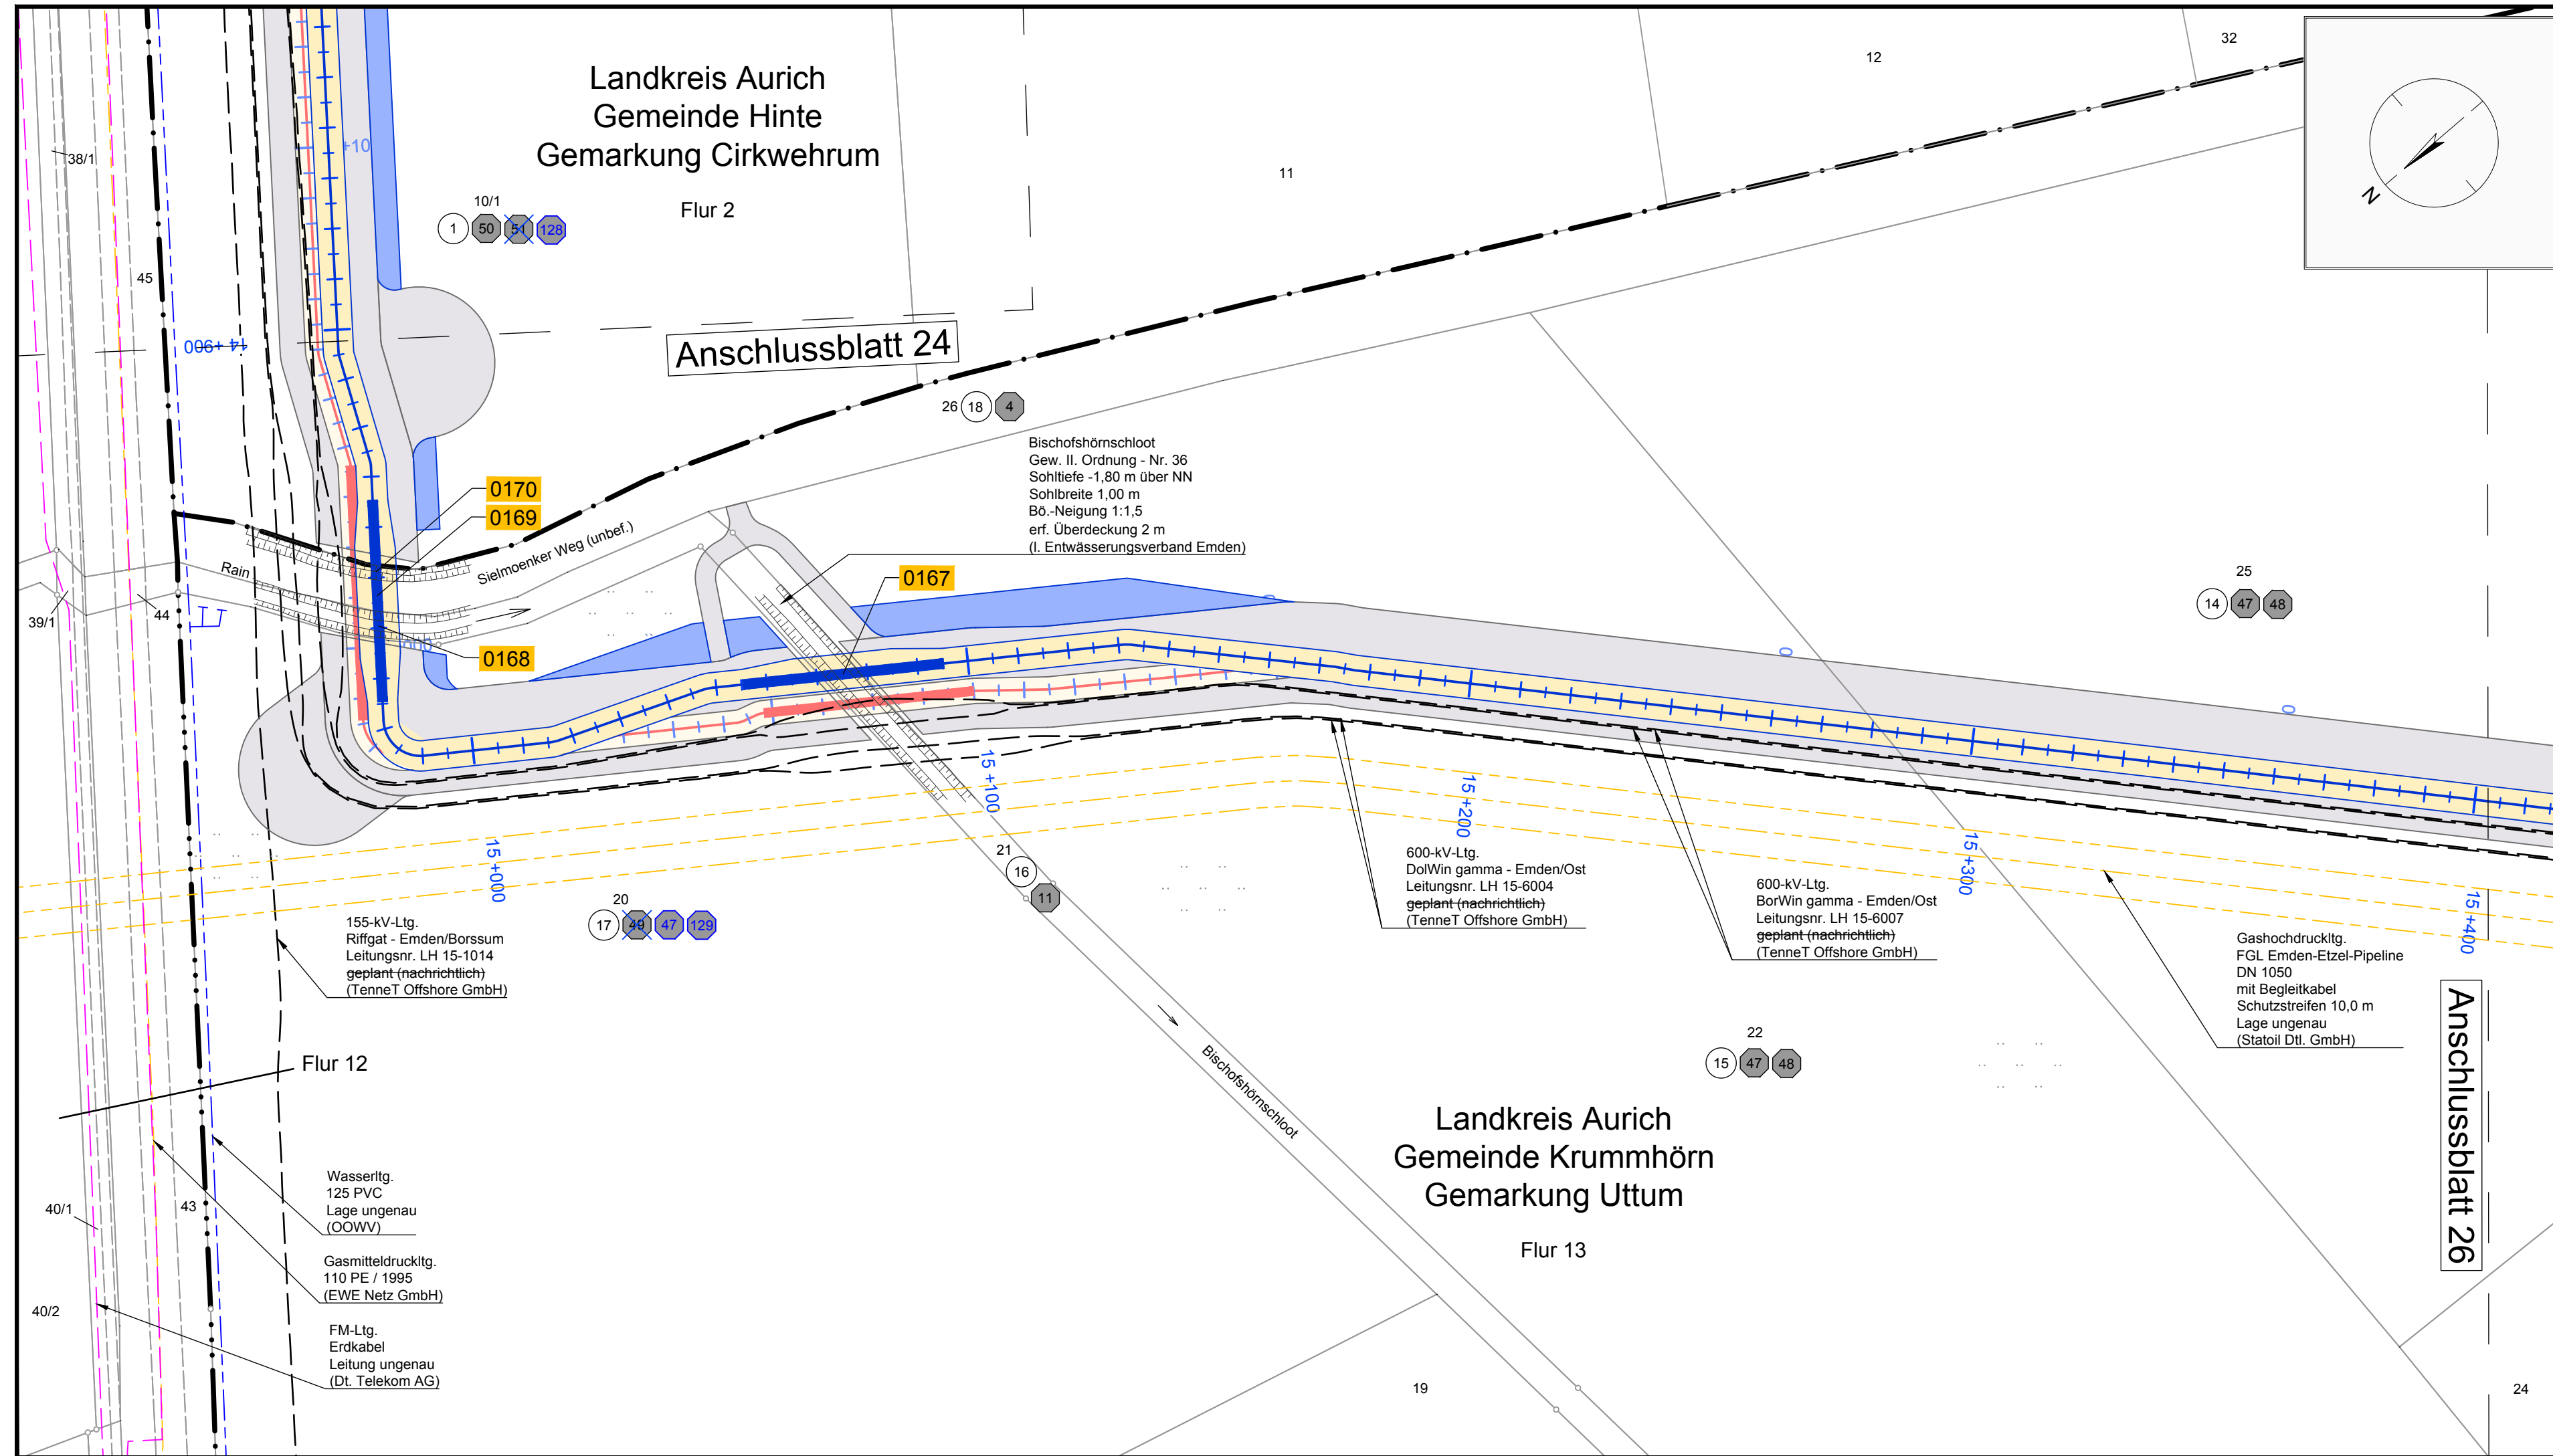 Landkreis Aurich
Gemeinde Hinte
Gemarkung Cirkwehrum
Flur 2
12
32
11
N
38/1
+10
10/1
1 50 51 128
45
14 +900
Anschlussblatt 24
26 18 4
Bischofshörnschloot
Gew. II. Ordnung - Nr. 36
Sohltiefe -1,80 m über NN
Sohlbreite 1,00 m
Bö.-Neigung 1:1,5
erf. Überdeckung 2 m
(I. Entwässerungsverband Emden)
0170
0169
Sielmoenker Weg (unbef.)
Rain
0167
0168
39/1
44
25
14 47 48
0
0
15 +000
15 +100
15 +200
15 +300
15 +400
21
16
11
20
17 49 47 129
155-kV-Ltg.
Riffgat - Emden/Borssum
Leitungsnr. LH 15-1014
geplant (nachrichtlich)
(TenneT Offshore GmbH)
600-kV-Ltg.
DolWin gamma - Emden/Ost
Leitungsnr. LH 15-6004
geplant (nachrichtlich)
(TenneT Offshore GmbH)
600-kV-Ltg.
BorWin gamma - Emden/Ost
Leitungsnr. LH 15-6007
geplant (nachrichtlich)
(TenneT Offshore GmbH)
Gashochdruckltg.
FGL Emden-Etzel-Pipeline
DN 1050
mit Begleitkabel
Schutzstreifen 10,0 m
Lage ungenau
(Statoil Dtl. GmbH)
Anschlussblatt 26
22
15 47 48
Flur 12
Bischofshörnschloot
Landkreis Aurich
Gemeinde Krummhörn
Gemarkung Uttum
Flur 13
Wasserltg.
125 PVC
Lage ungenau
(OOWV)
43
40/1
Gasmitteldruckltg.
110 PE / 1995
(EWE Netz GmbH)
40/2
FM-Ltg.
Erdkabel
Leitung ungenau
(Dt. Telekom AG)
19
24